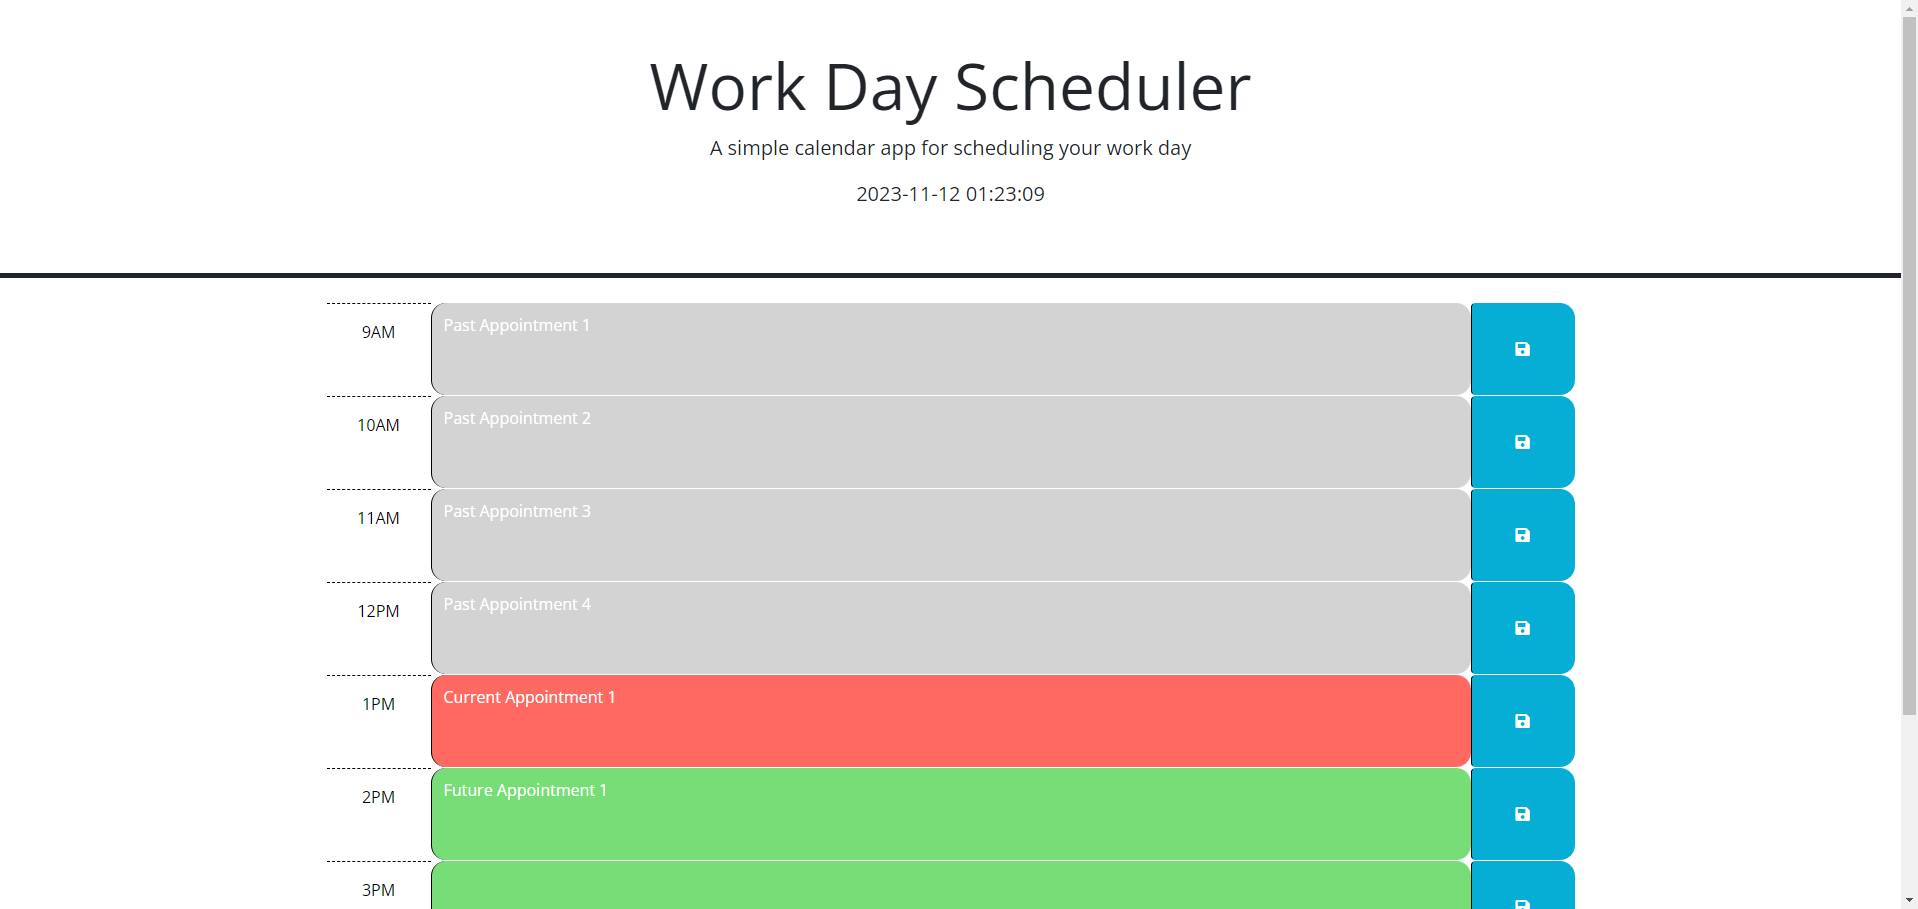 Work Day Scheduler
A simple calendar app for scheduling your work day
2023-11-12 01:23:09
9AM
Past Appointment 1
10AM
Past Appointment 2
11AM
Past Appointment 3
12PM
Past Appointment 4
1PM
Current Appointment 1
2PM
Future Appointment 1
3PM